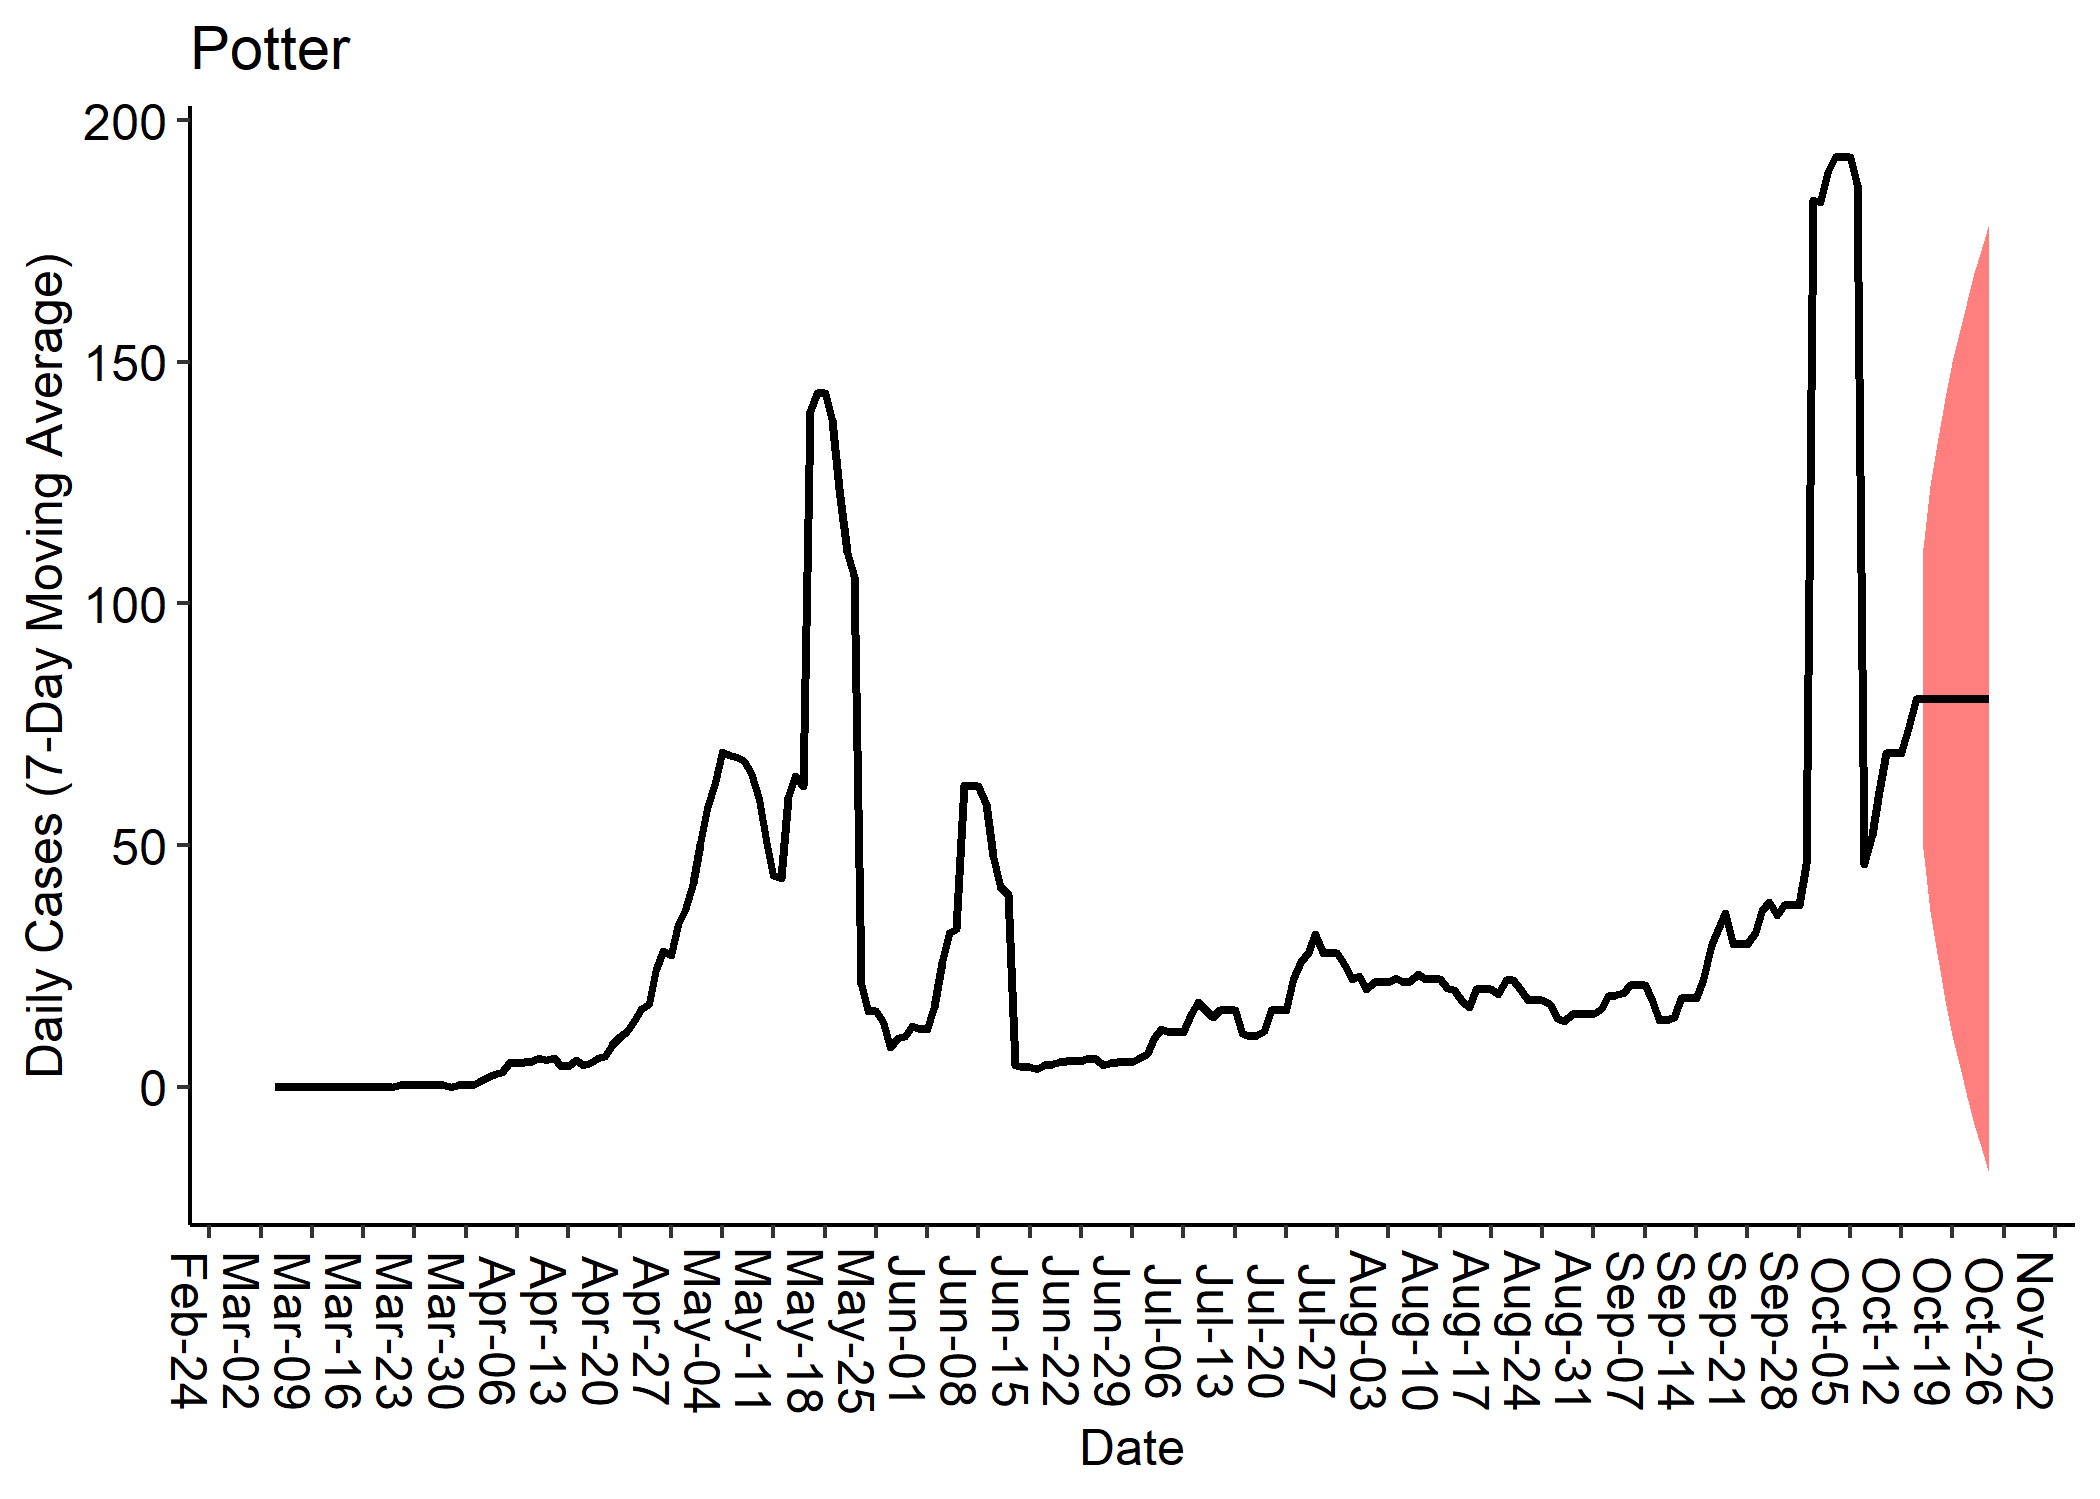 Potter
200
150
100
50
0
Daily Cases (7-Day Moving Average)
Feb-24
Mar-02
Mar-09
Mar-16
Mar-23
Mar-30
Apr-06
Apr-13
Apr-20
Apr-27
May-04
May-11
May-18
May-25
Jun-01
Jun-08
Jun-15
Jun-22
Jun-29
Jul-06
Jul-13
Jul-20
Jul-27
Aug-03
Aug-10
Aug-17
Aug-24
Aug-31
Sep-07
Sep-14
Sep-21
Sep-28
Oct-05
Oct-12
Oct-19
Oct-26
Nov-02
Date